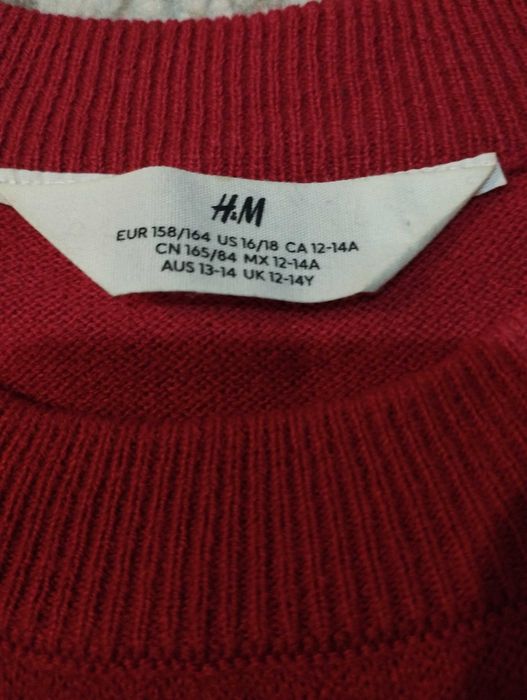 H&M
EUR 158/164 US 16/18 CA 12-14A
CN 165/84 MX 12-14A
AUS 13-14 UK 12-14Y